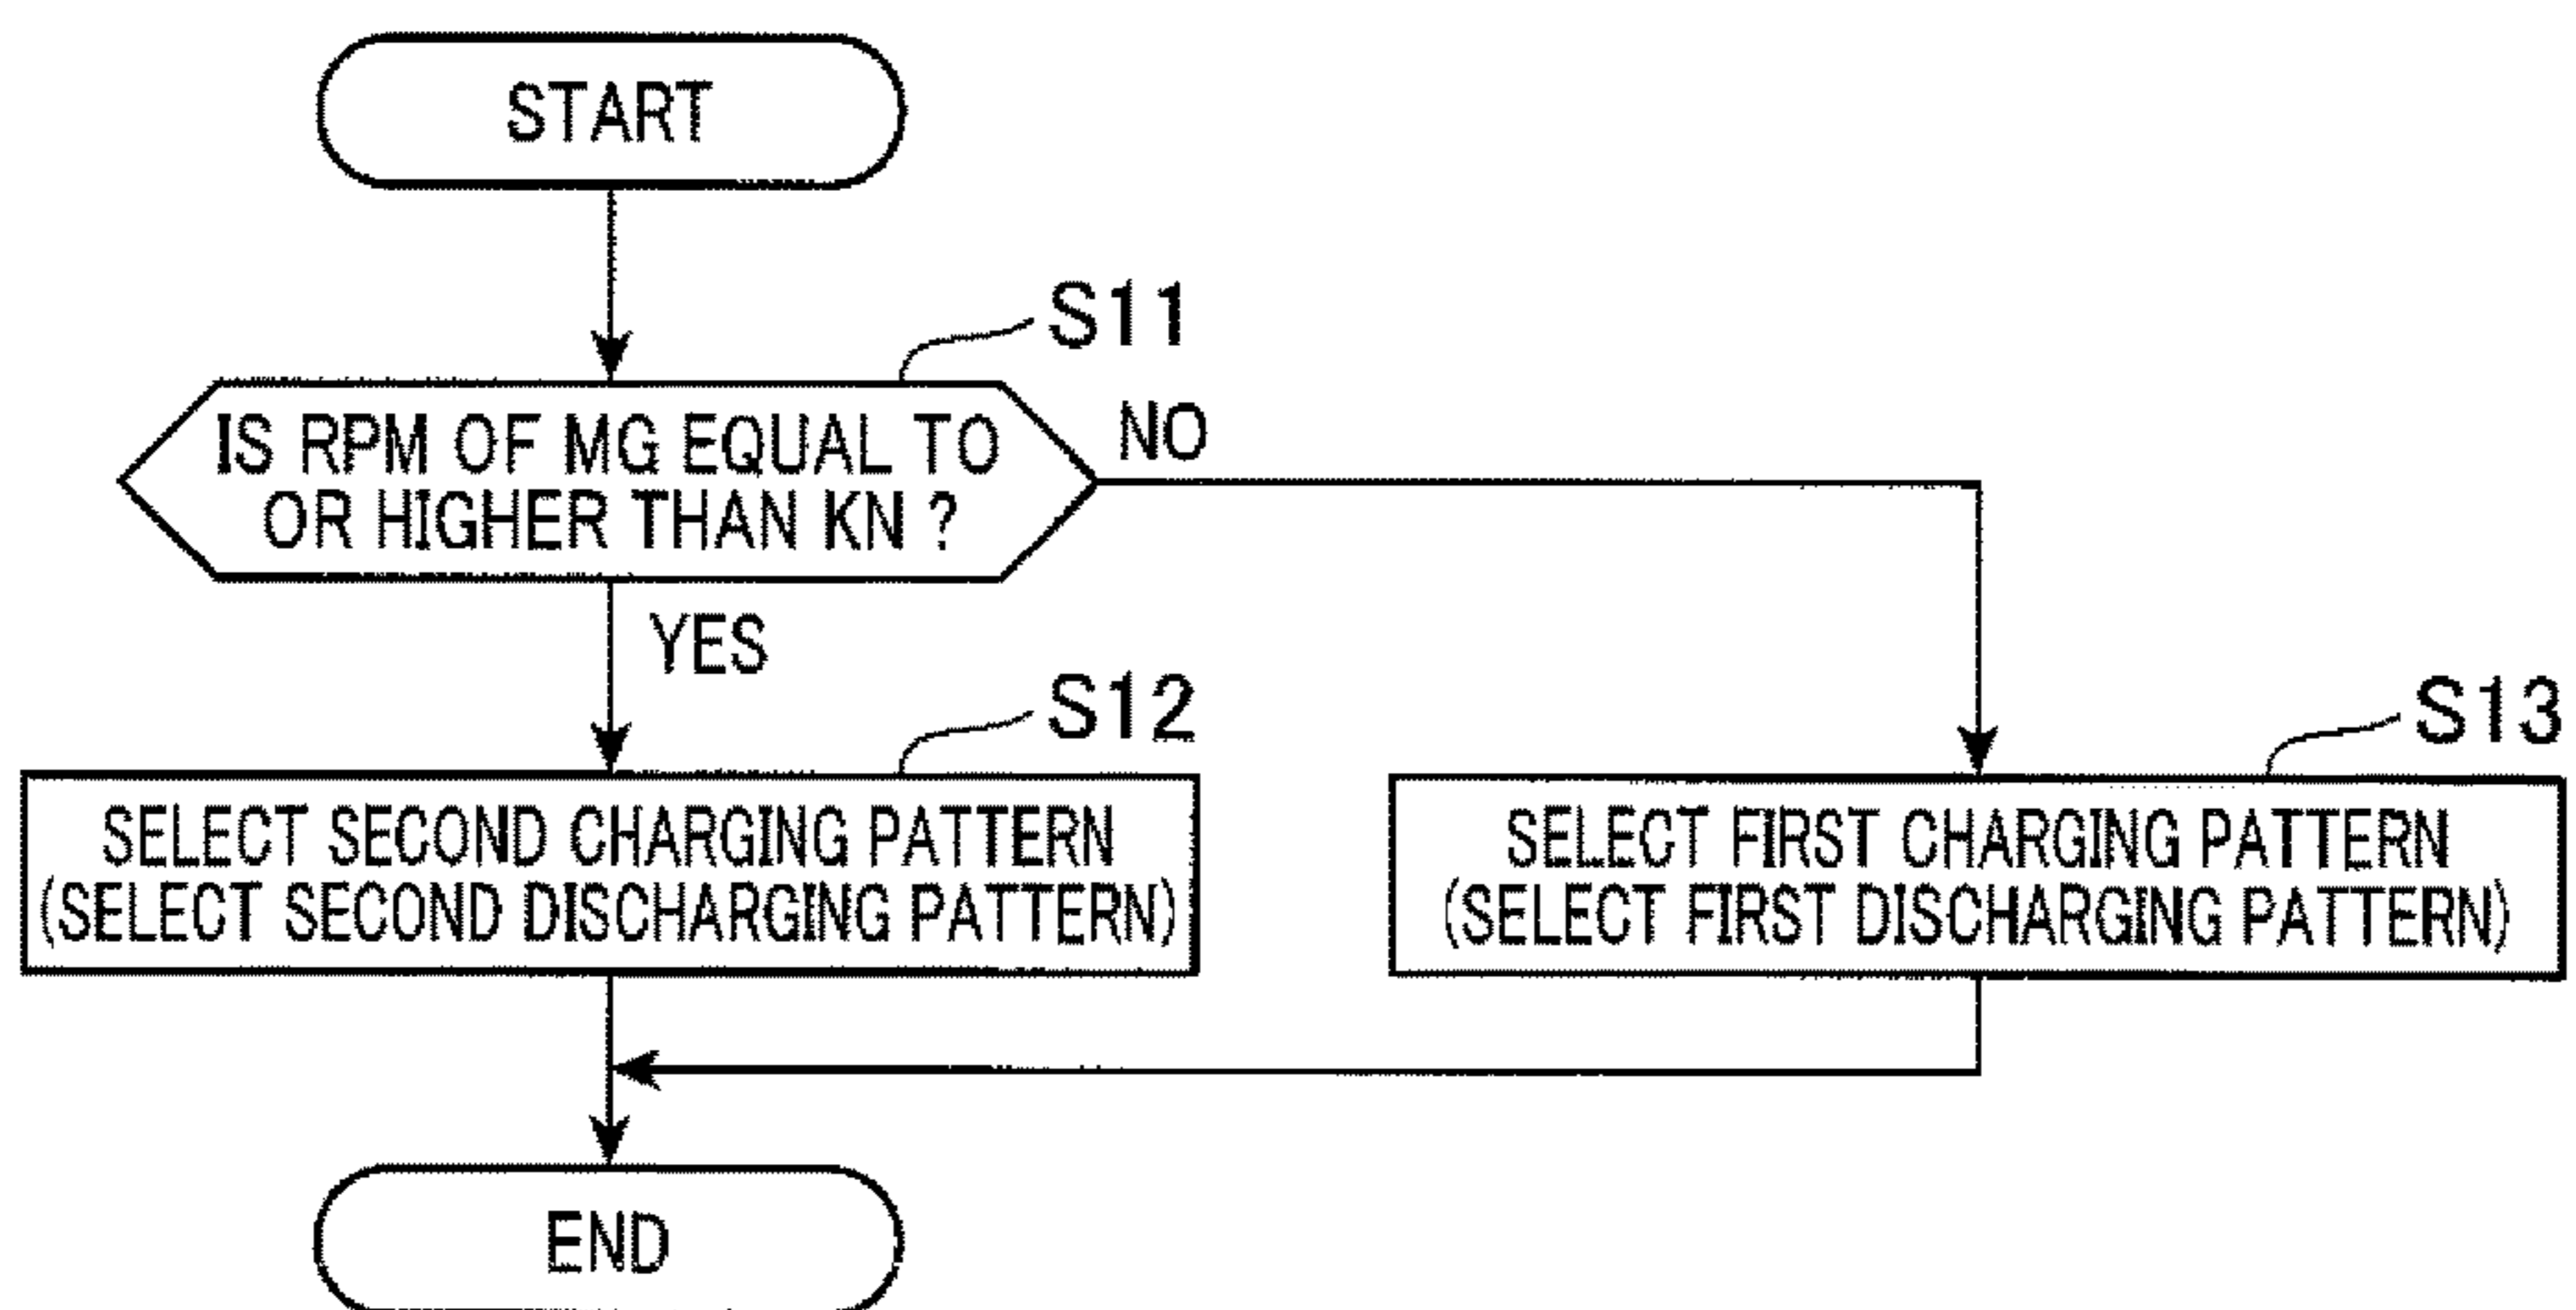 START
S11
IS RPM OF MG EQUAL TO
OR HIGHER THAN KN ?
NO
YES
S12
S13
SELECT SECOND CHARGING PATTERN
(SELECT SECOND DISCHARGING PATTERN)
SELECT FIRST CHARGING PATTERN
(SELECT FIRST DISCHARGING PATTERN)
END